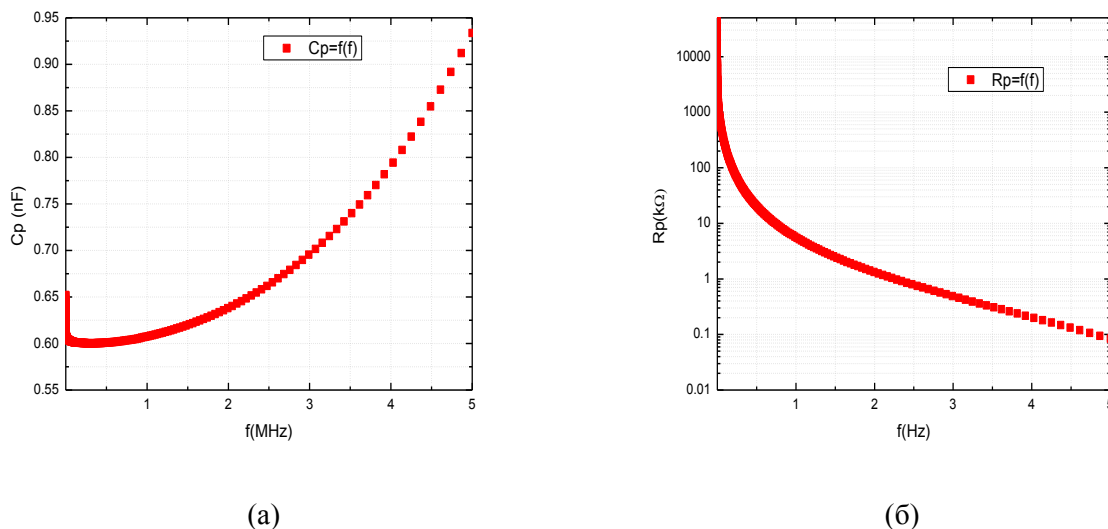 0.95
0.90
0.85
0.80
0.75
0.70
0.65
0.60
0.55
Cp (nF)
Cp=f(f)
1 2 3 4 5
f(MHz)
(а)
10000
1000
100
10
1
0.1
0.01
Rp(kΩ)
Rp=f(f)
1 2 3 4 5
f(Hz)
(б)